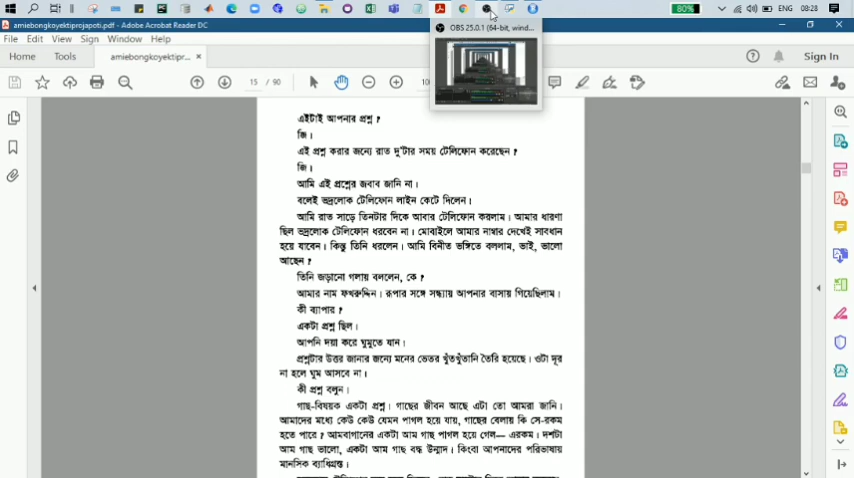 80%
ENG 08:28
amiebongkoyektiprojapoti.pdf - Adobe Acrobat Reader DC
OBS 25.0.1 (64-bit, wind...
File Edit View Sign Window Help
Home Tools amiebongkoyektipr... × Sign In
15 / 90 10
এইটাই আপনার প্রশ্ন ?
জ্বি।
এই প্রশ্ন করার জন্যে রাত দু'টার সময় টেলিফোন করেছেন ?
জ্বি।
আমি এই প্রশ্নের জবাব জানি না।
বলেই ভদ্রলোক টেলিফোন লাইন কেটে দিলেন।
আমি রাত সাড়ে তিনটার দিকে আবার টেলিফোন করলাম। আমার ধারণা
ছিল ভদ্রলোক টেলিফোন ধরবেন না। মোবাইলে আমার নাম্বার দেখেই সাবধান
হয়ে যাবেন। কিন্তু তিনি ধরলেন। আমি বিনীত ভঙ্গিতে বললাম, ভাই, ভালো
আছেন ?
তিনি জড়ানো গলায় বললেন, কে ?
আমার নাম ফখরুদ্দিন। রূপার সঙ্গে সন্ধ্যায় আপনার বাসায় গিয়েছিলাম।
কী ব্যাপার ?
একটা প্রশ্ন ছিল।
আপনি দয়া করে ঘুমুতে যান।
প্রশ্নটার উত্তর জানার জন্যে মনের ভেতর খুঁতখুঁতানি তৈরি হয়েছে। ওটা দূর
না হলে ঘুম আসবে না।
কী প্রশ্ন বলুন।
গাছ-বিষয়ক একটা প্রশ্ন। গাছের জীবন আছে এটা তো আমরা জানি।
আমাদের মধ্যে কেউ কেউ যেমন পাগল হয়ে যায়, গাছের বেলায় কি সে-রকম
হতে পারে ? আমবাগানের একটা আম গাছ পাগল হয়ে গেল— এরকম। দশটা
আম গাছ ভালো, একটা আম গাছ বদ্ধ উন্মাদ। কিংবা আপনাদের পরিভাষায়
মানসিক ব্যাধিগ্রস্ত।